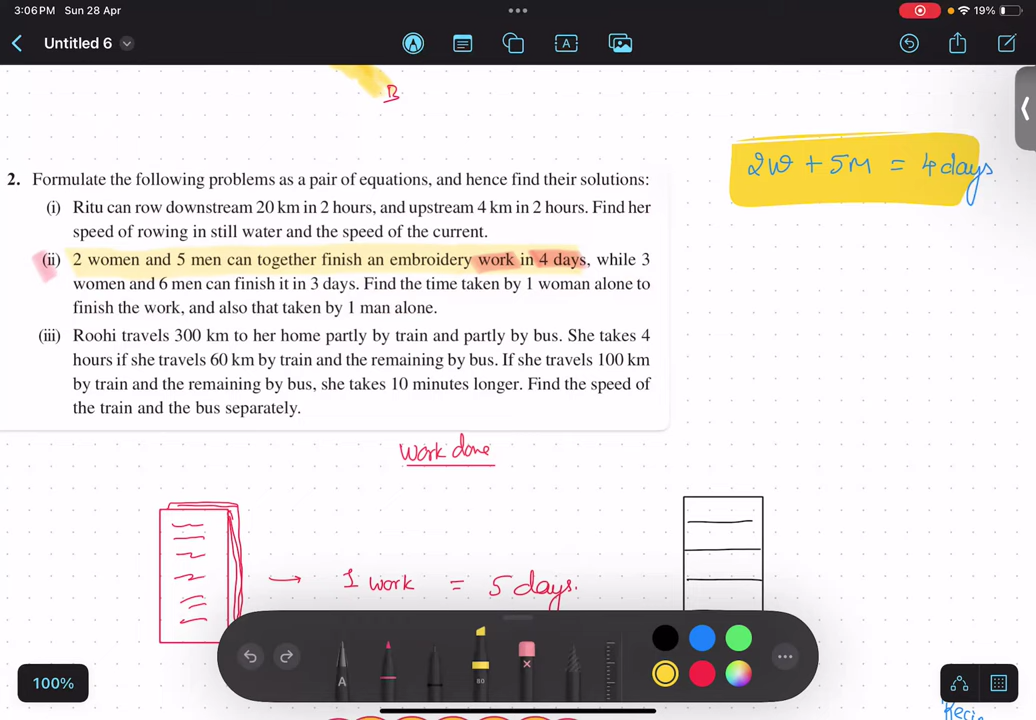 3:06 PM Sun 28 Apr
19%
Untitled 6
A
B
2W + 5M = 4 days
2. Formulate the following problems as a pair of equations, and hence find their solutions:
(i) Ritu can row downstream 20 km in 2 hours, and upstream 4 km in 2 hours. Find her
speed of rowing in still water and the speed of the current.
(ii) 2 women and 5 men can together finish an embroidery work in 4 days, while 3
women and 6 men can finish it in 3 days. Find the time taken by 1 woman alone to
finish the work, and also that taken by 1 man alone.
(iii) Roohi travels 300 km to her home partly by train and partly by bus. She takes 4
hours if she travels 60 km by train and the remaining by bus. If she travels 100 km
by train and the remaining by bus, she takes 10 minutes longer. Find the speed of
the train and the bus separately.
work done
→ 1 work = 5 days.
A
80
100%